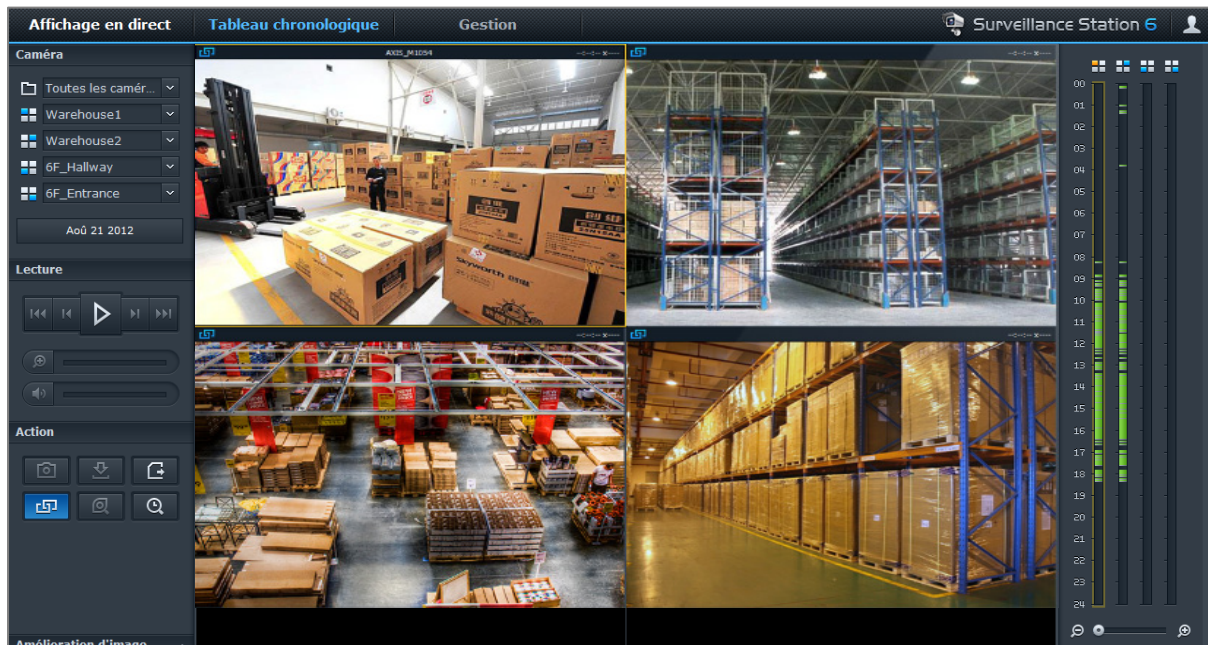 Affichage en direct
Tableau chronologique
Gestion
Surveillance Station 6
Caméra
Toutes les camér...
Warehouse1
Warehouse2
6F_Hallway
6F_Entrance
Aoû 21 2012
Lecture
Action
Amélioration d'image
AXIS_M1054
--:--:-- x----
--:--:-- x----
--:--:-- x----
--:--:-- x----
Skyworth
00
01
02
03
04
05
06
07
08
09
10
11
12
13
14
15
16
17
18
19
20
21
22
23
24